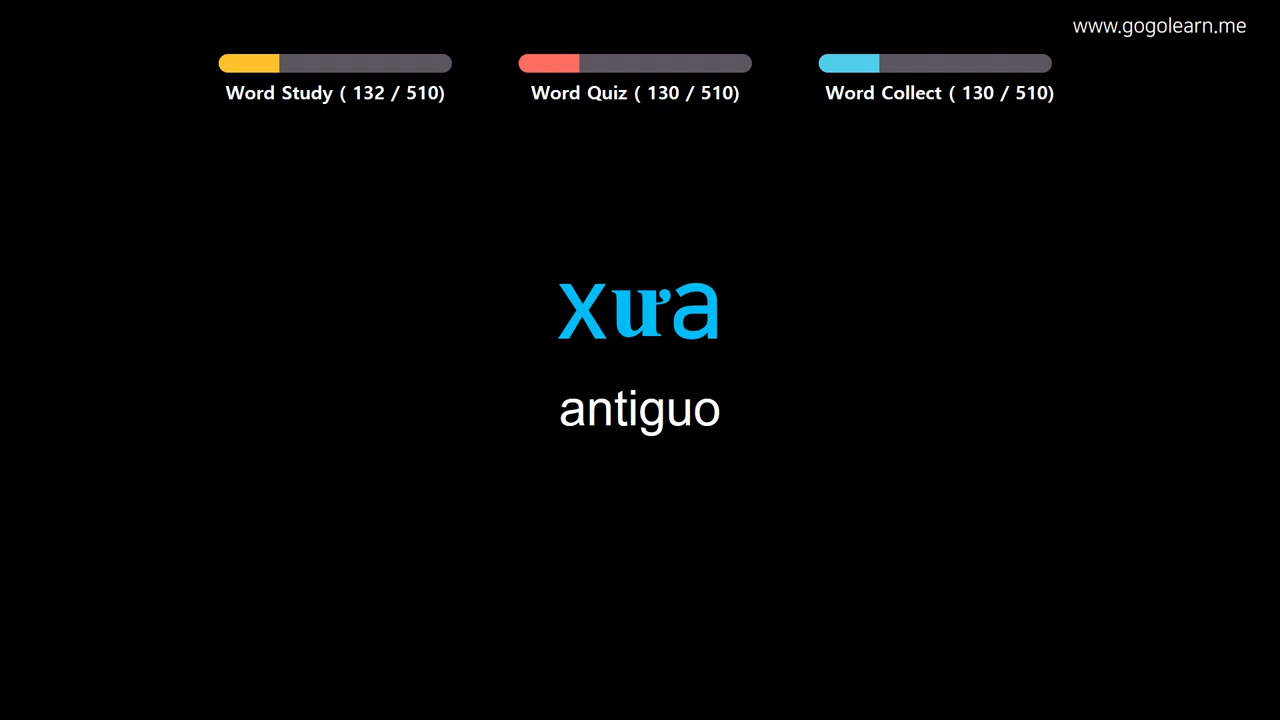 www.gogolearn.me
Word Study ( 132 / 510)
Word Quiz ( 130 / 510)
Word Collect ( 130 / 510)
xưa
antiguo